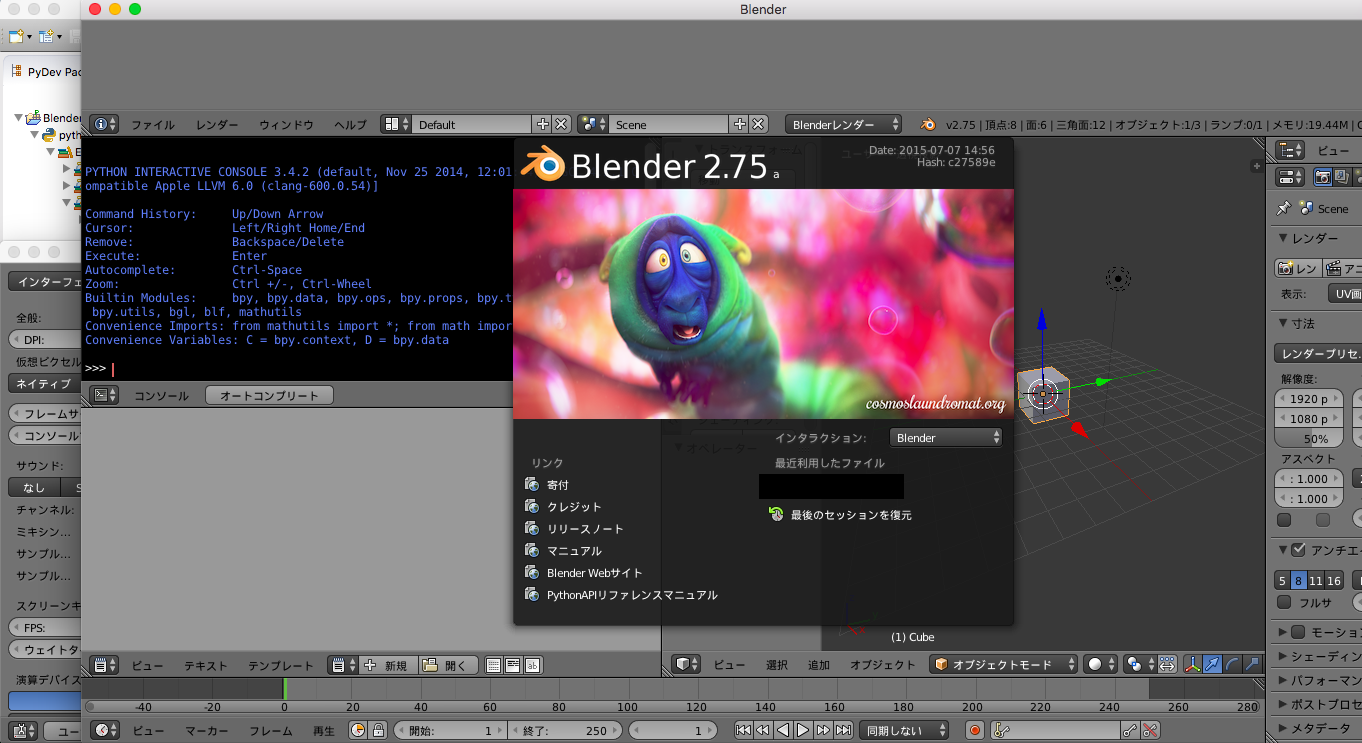 Blender
PyDev Pac
Blender
pyth
ファイル レンダー ウィンドウ ヘルプ Default Scene Blenderレンダー v2.75 | 頂点:8 | 面:6 | 三角面:12 | オブジェクト:1/3 | ランプ:0/1 | メモリ:19.44M |
PYTHON INTERACTIVE CONSOLE 3.4.2 (default, Nov 25 2014, 12:01
ompatible Apple LLVM 6.0 (clang-600.0.54)]
Command History: Up/Down Arrow
Cursor: Left/Right Home/End
Remove: Backspace/Delete
Execute: Enter
Autocomplete: Ctrl-Space
Zoom: Ctrl +/-, Ctrl-Wheel
Builtin Modules: bpy, bpy.data, bpy.ops, bpy.props, bpy.t
bpy.utils, bgl, blf, mathutils
Convenience Imports: from mathutils import *; from math impor
Convenience Variables: C = bpy.context, D = bpy.data
>>>
コンソール オートコンプリート
Blender 2.75 a
Date: 2015-07-07 14:56
Hash: c27589e
cosmoslaundromat.org
インタラクション: Blender
リンク
寄付
クレジット
リリースノート
マニュアル
Blender Webサイト
PythonAPIリファレンスマニュアル
最近利用したファイル
最後のセッションを復元
オペレーター
(1) Cube
インターフェ
全般:
DPI:
仮想ピクセル
ネイティブ
フレームサ
コンソール
サウンド:
なし S
チャンネル:
ミキシン...
サンプル...
サンプル...
スクリーンキ
FPS:
ウェイトタ
演算デバイス
ユー
ビュー
Scene
レンダー
レン アニ
表示: UV画
寸法
レンダープリセ
解像度:
1920 p
1080 p
50%
アスペクト
: 1.000
: 1.000
アンチエ
5 8 11 16
フルサ
モーション
シェーディン
パフォーマン
ポストプロセ
メタデータ
ビュー テキスト テンプレート 新規 開く ab
ビュー 選択 追加 オブジェクト オブジェクトモード
-40 -20 0 20 40 60 80 100 120 140 160 180 200 220 240 260 280
ビュー マーカー フレーム 再生 開始: 1 終了: 250 1 同期しない